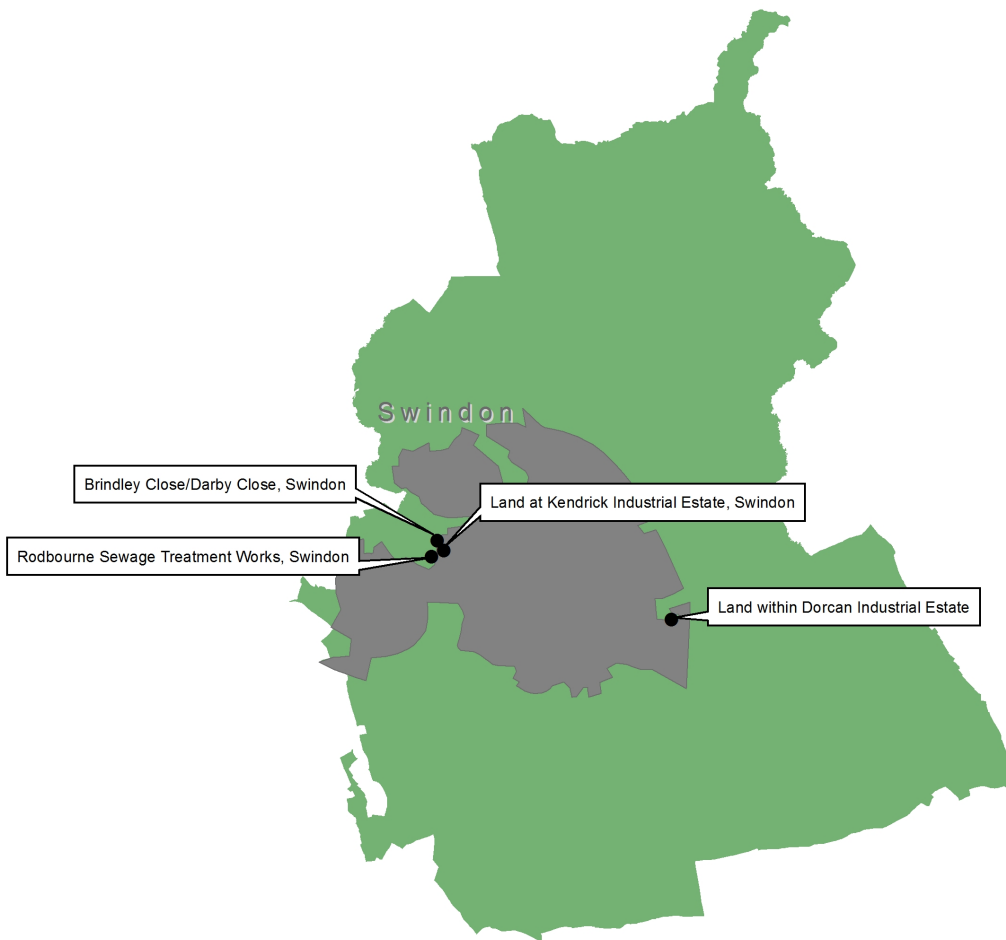 Swindon
Brindley Close/Darby Close, Swindon
Land at Kendrick Industrial Estate, Swindon
Rodbourne Sewage Treatment Works, Swindon
Land within Dorcan Industrial Estate